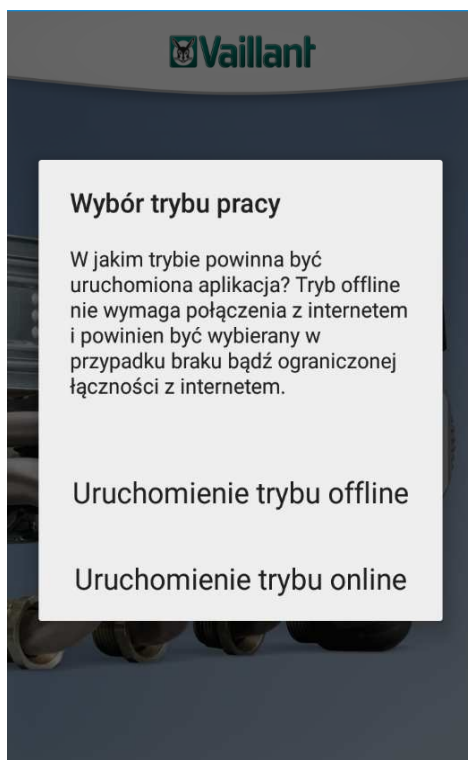 Vaillant
Wybór trybu pracy
W jakim trybie powinna być
uruchomiona aplikacja? Tryb offline
nie wymaga połączenia z internetem
i powinien być wybierany w
przypadku braku bądź ograniczonej
łączności z internetem.
Uruchomienie trybu offline
Uruchomienie trybu online